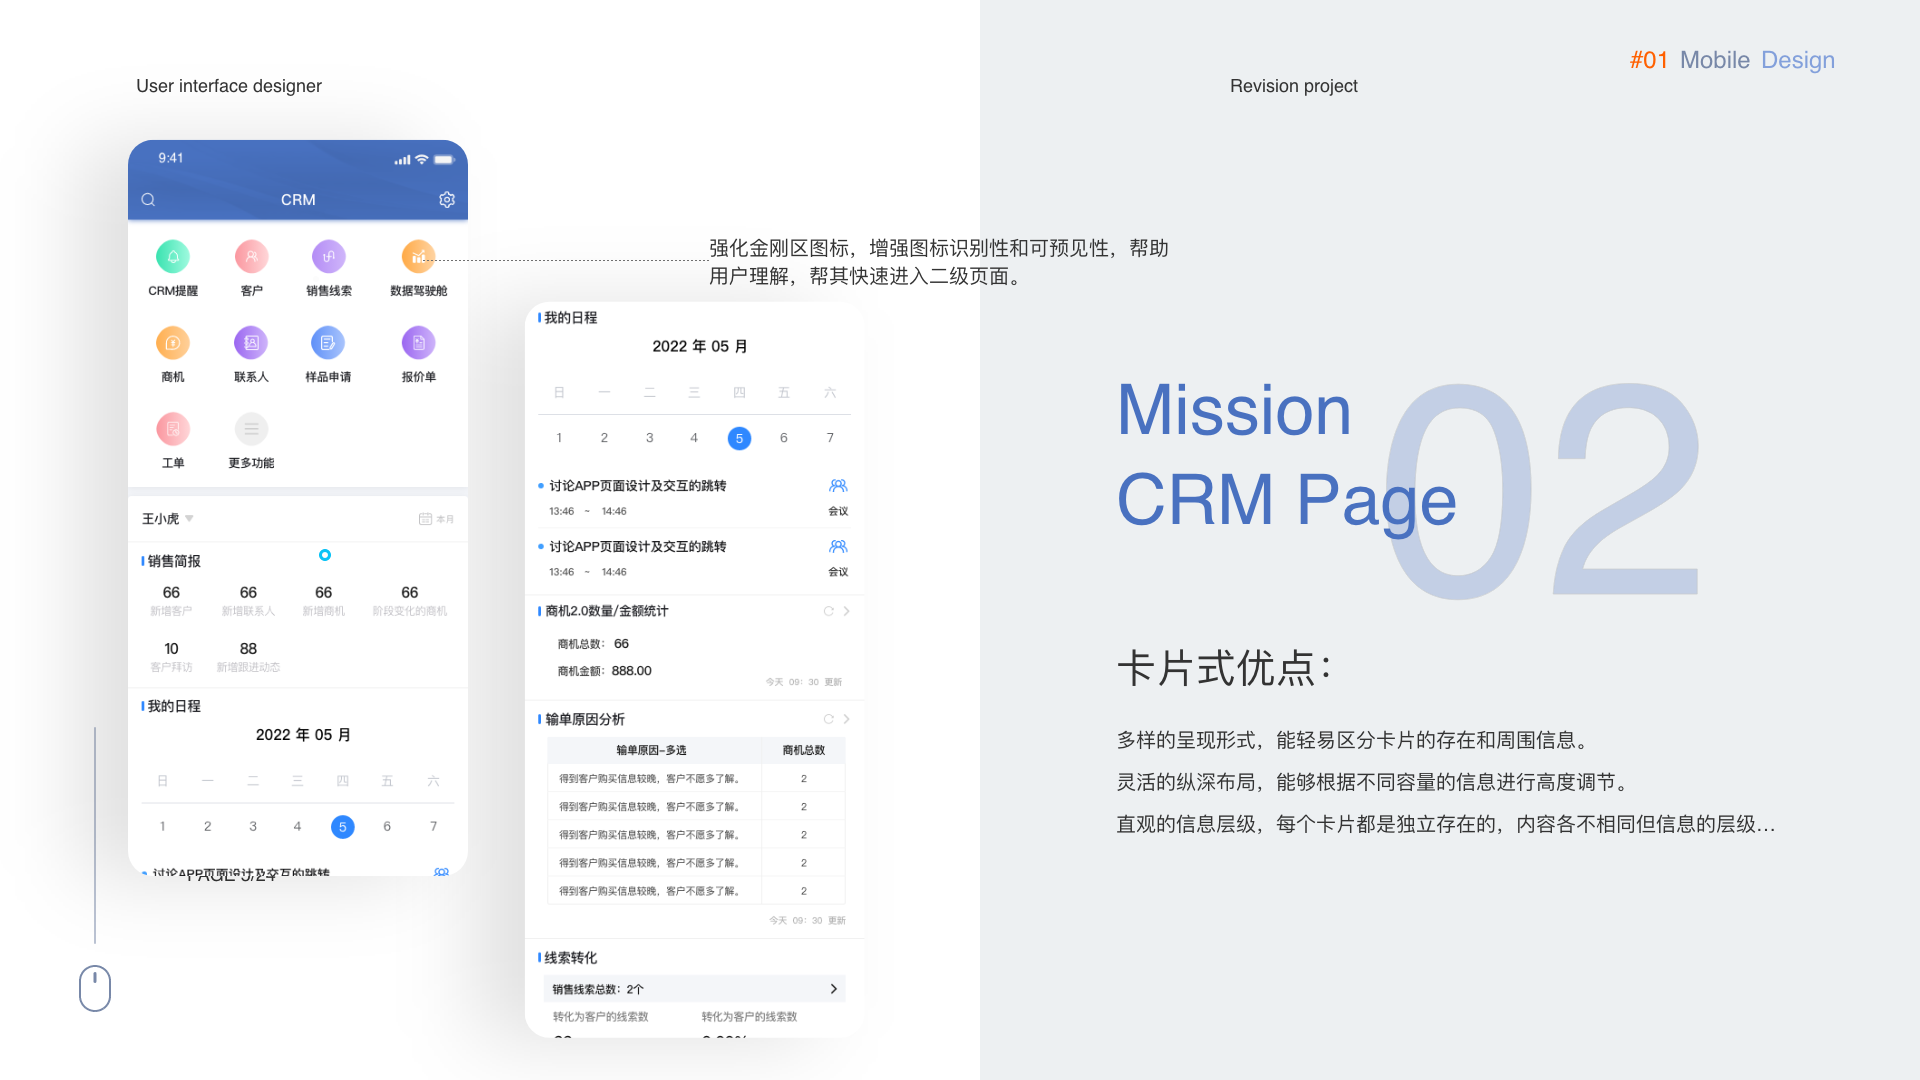 #01 Mobile Design
User interface designer
Revision project
9:41
CRM
CRM提醒 客户 销售线索 数据驾驶舱
商机 联系人 样品申请 报价单
工单 更多功能
王小虎 本月
销售简报
66 66 66 66
新增客户 新增联系人 新增商机 阶段变化的商机
10 88
客户拜访 新增跟进动态
我的日程
2022 年 05 月
日 一 二 三 四 五 六
1 2 3 4 5 6 7
讨论APP页面设计及交互的跳转
强化金刚区图标，增强图标识别性和可预见性，帮助
用户理解，帮其快速进入二级页面。
我的日程
2022 年 05 月
日 一 二 三 四 五 六
1 2 3 4 5 6 7
讨论APP页面设计及交互的跳转
13:46 ~ 14:46 会议
讨论APP页面设计及交互的跳转
13:46 ~ 14:46 会议
商机2.0数量/金额统计
商机总数： 66
商机金额：888.00
今天 09：30 更新
输单原因分析
输单原因-多选 商机总数
得到客户购买信息较晚，客户不愿多了解。 2
得到客户购买信息较晚，客户不愿多了解。 2
得到客户购买信息较晚，客户不愿多了解。 2
得到客户购买信息较晚，客户不愿多了解。 2
得到客户购买信息较晚，客户不愿多了解。 2
今天 09：30 更新
线索转化
销售线索总数：2个
转化为客户的线索数 转化为客户的线索数
02
Mission
CRM Page
卡片式优点：
多样的呈现形式，能轻易区分卡片的存在和周围信息。
灵活的纵深布局，能够根据不同容量的信息进行高度调节。
直观的信息层级，每个卡片都是独立存在的，内容各不相同但信息的层级...